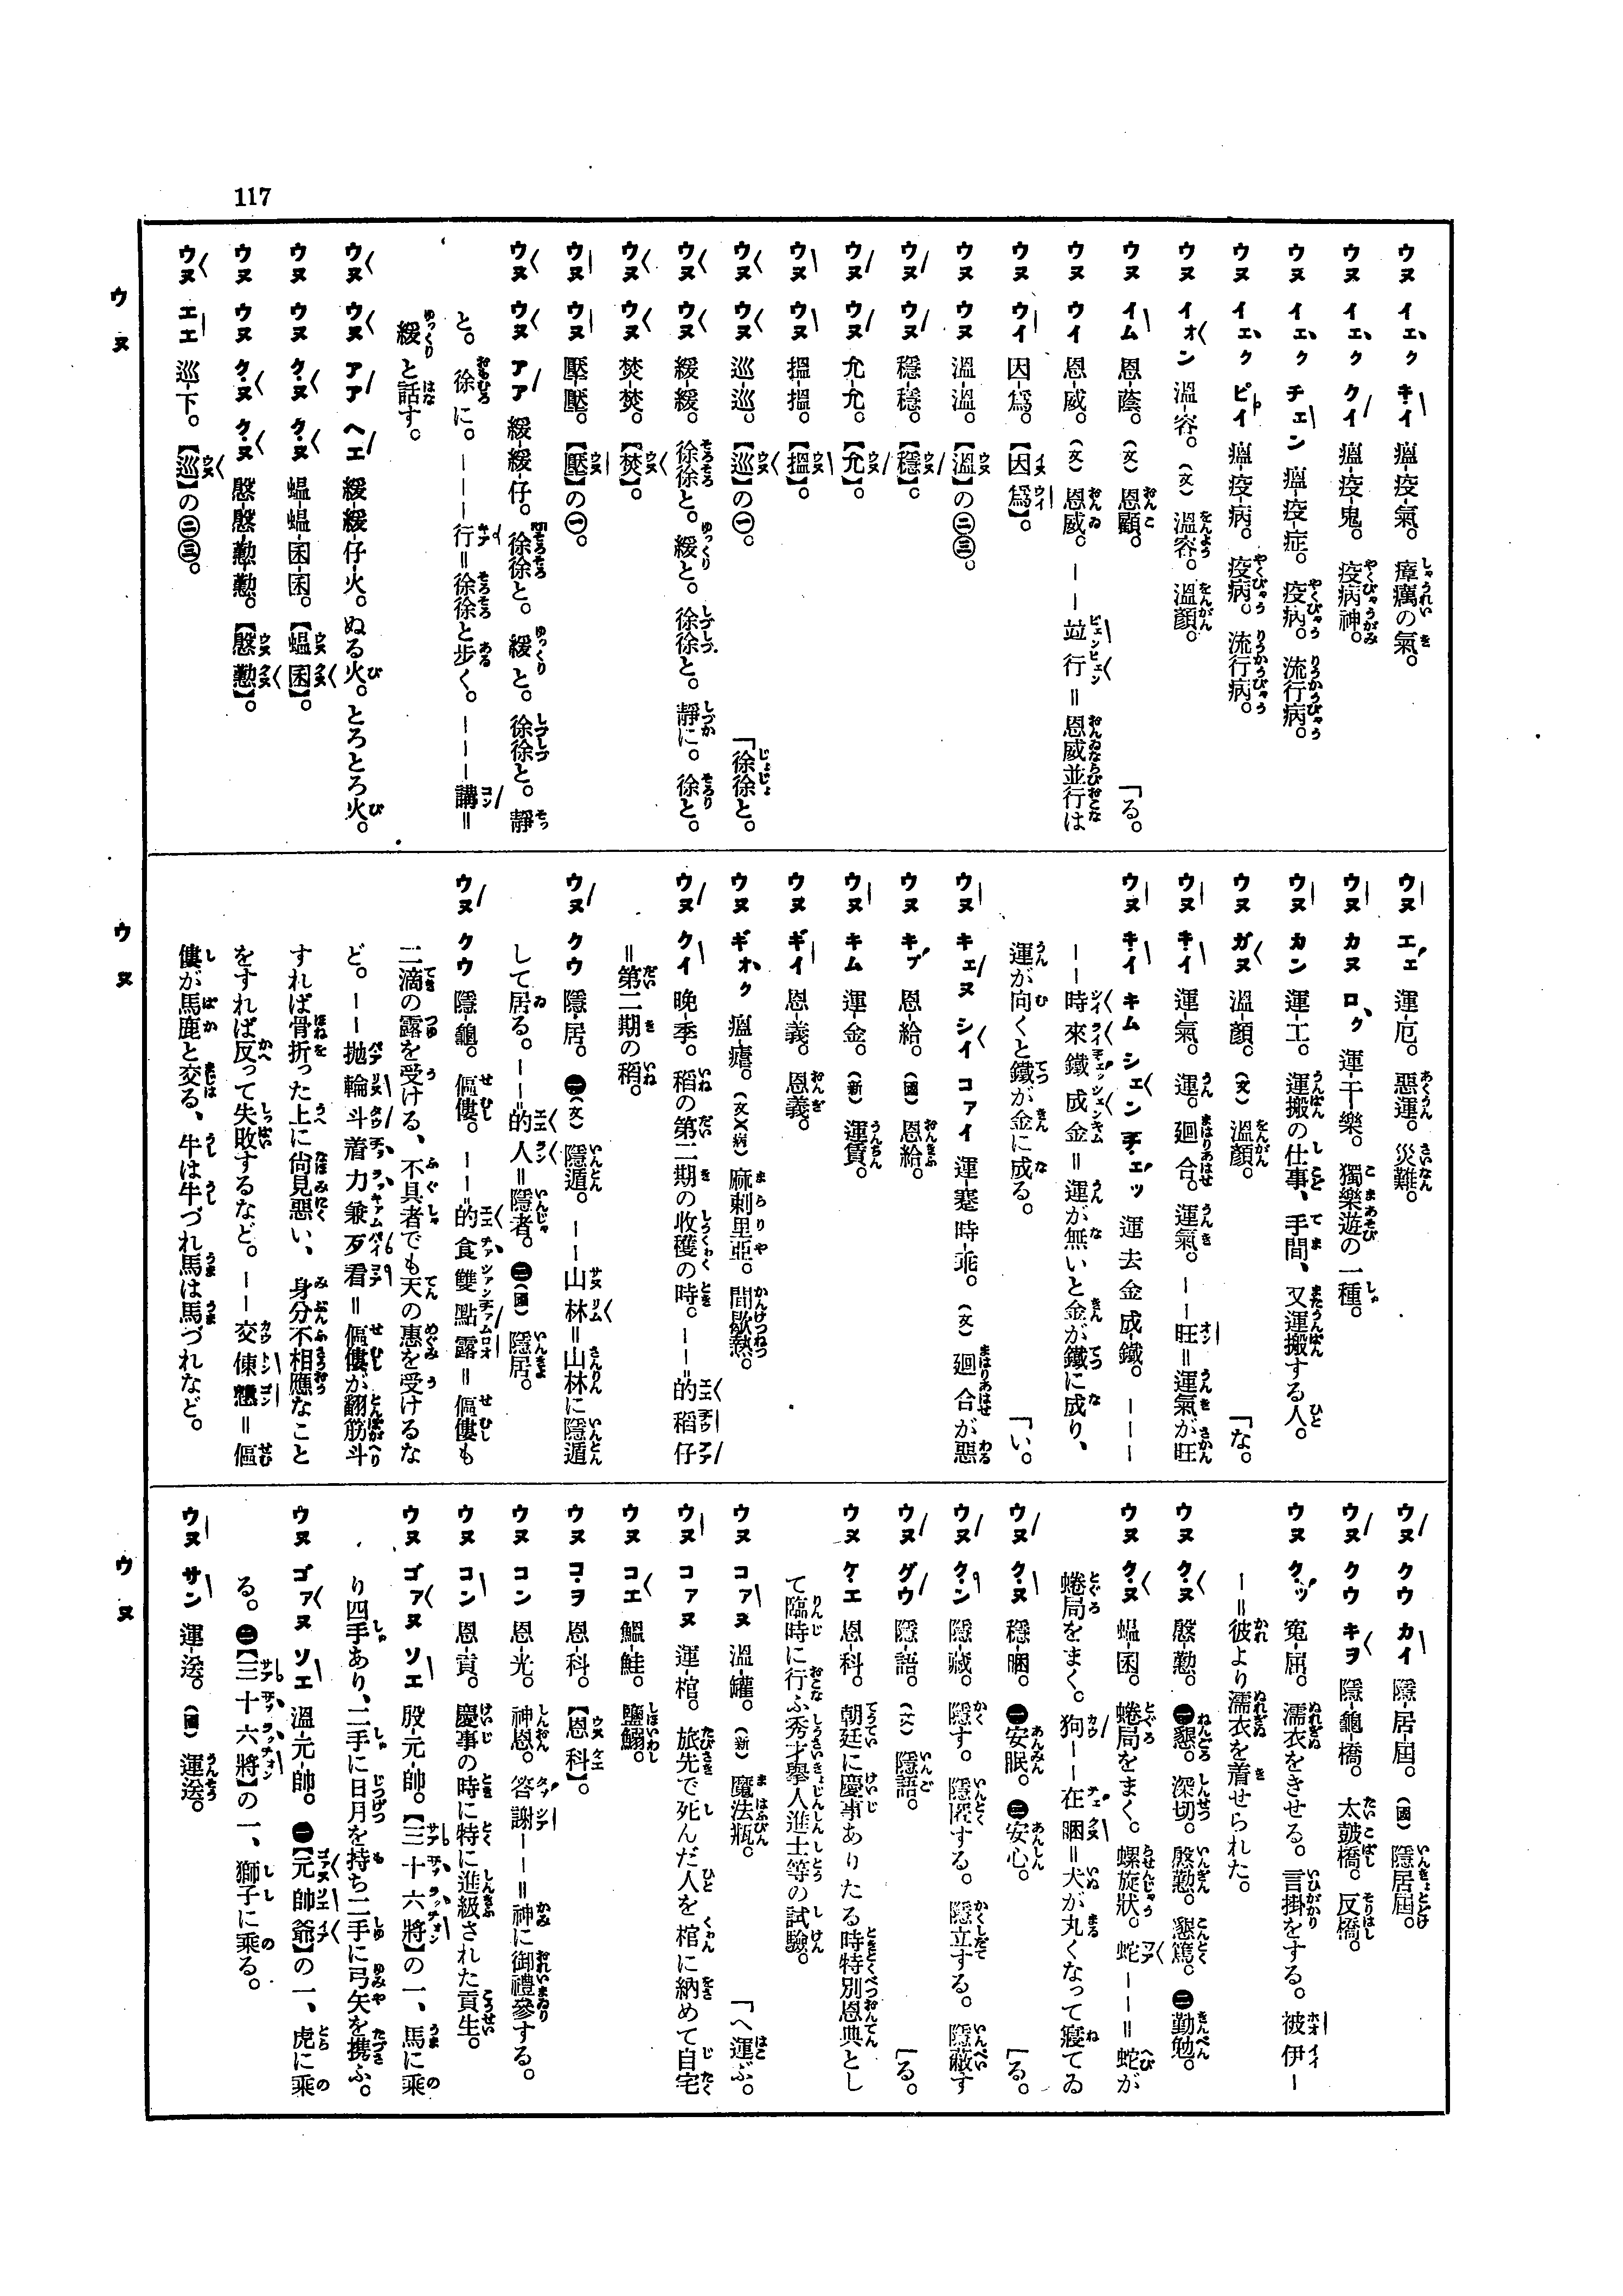 117
ウヌ イェク キイ 瘟-疫-氣。瘴癘の氣。
ウヌ イェク クイ 瘟-疫-鬼。疫病神。
ウヌ イェク チェン 瘟-疫-症。疫病。流行病。
ウヌ イェク ピイ 瘟-疫-病。疫病。流行病。
ウヌ イオン 溫-容。(文)溫容。溫顏。
ウヌ イム 恩-蔭。(文)恩顧。 「る。
ウヌ ウイ 恩-威。(文)恩威。——竝行=恩威並行は
ウヌ ウイ 因-爲。【因爲】。
ウヌ ウヌ 溫-溫。【溫】の㊁㊂。
ウヌ ウヌ 穩-穩。【穩】。
ウヌ ウヌ 允-允。【允】。
ウヌ ウヌ 搵-搵。【搵】。
ウヌ ウヌ 巡-巡。【巡】の㊀。 「徐徐と。
ウヌ ウヌ 緩-緩。徐徐と。緩と。徐徐と。靜に。徐と。
ウヌ ウヌ 焚-焚。【焚】。
ウヌ ウヌ 壓-壓。【壓】の㊀。
ウヌ ウヌ アア 緩-緩-仔。徐徐と。緩と。徐徐と。靜
と。徐に。———行=徐徐と步く。———講=
緩と話す。
ウヌ ウヌ アア ヘエ 緩-緩-仔-火。ぬる火。とろとろ火。
ウヌ ウヌ クヌ クヌ 蝹-蝹-囷-囷。【蝹囷】。
ウヌ ウヌ クヌ クヌ 慇-慇-懃-懃。【慇懃】。
ウヌ エエ 巡-下。【巡】の㊁㊂。
ウヌ
ウヌ エェ 運-厄。惡運。災難。
ウヌ カヌ ロク 運-干-樂。獨樂遊の一種。
ウヌ カン 運-工。運搬の仕事、手間、又運搬する人。
ウヌ ガヌ 溫-顏。(文)溫顏。 「な。
ウヌ キイ 運-氣。運。廻合。運氣。——旺=運氣が旺
ウヌ キイ キム シェン チェッ 運去金成-鐵。———
——時來鐵成金=運が無いと金が鐵に成り、
運が向くと鐵が金に成る。 「い。
ウヌ キェヌ シイ コァイ 運-蹇時-乖。(文)廻合が惡
ウヌ キプ 恩-給。(國)恩給。
ウヌ キム 運-金。(新)運賃。
ウヌ ギイ 恩-義。恩義。
ウヌ ギオク 瘟-瘧。(文)(病)麻剌里亞。間歇熱。
ウヌ クイ 晚-季。稻の第二期の收穫の時。——的稻仔
=第二期の稻。
ウヌ クウ 隱-居。㊀(文)隱遁。——山林=山林に隱遁
して居る。——的人=隱者。㊁(國)隱居。
ウヌ クウ 隱-龜。傴僂。——的食雙點露=傴僂も
二滴の露を受ける、不具者でも天の惠を受けるな
ど。——抛輪斗着力兼歹看=傴僂が翻筋斗
すれば骨折った上に尙見惡い、身分不相應なこと
をすれば反って失敗するなど。——交倲戇=傴
僂が馬鹿と交る、牛は牛づれ馬は馬づれなど。
ウヌ
ウヌ クウ カイ 隱-居-屆。(國)隱居屆。
ウヌ クウ キヲ 隱-龜-橋。太鼓橋。反橋。
ウヌ クッ 冤-屈。濡衣をきせる。言掛をする。被伊—
—=彼より濡衣を着せられた。
ウヌ クヌ 慇-懃。㊀懇。深切。慇懃。懇篤。㊁勤勉。
ウヌ クヌ 蝹-囷。蜷局をまく。螺旋狀。蛇——=蛇が
蜷局をまく。狗——在睏=犬が丸くなって寢てゐ
ウヌ クヌ 穩-睏。㊀安眠。㊁安心。 「る。
ウヌ クン 隱-藏。隱す。隱匿する。隱立する。隱蔽す
ウヌ グウ 隱-語。(文)隱語。 「る。
ウヌ ケエ 恩-科。朝廷に慶事ありたる時特別恩典とし
て臨時に行ふ秀才擧人進士等の試驗。
ウヌ コァヌ 溫-罐。(新)魔法瓶。 「へ運ぶ。
ウヌ コァヌ 運-棺。旅先で死んだ人を棺に納めて自宅
ウヌ コエ 鰮-鮭。鹽鰯。
ウヌ コヲ 恩-科。【恩科】。
ウヌ コン 恩-光。神恩。答謝——=神に御禮參する。
ウヌ コン 恩-貢。慶事の時に特に進級された貢生。
ウヌ ゴァヌ ソエ 殷-元-帥。【三十六將】の一、馬に乘
り四手あり、二手に日月を持ち二手に弓矢を携ふ。
ウヌ ゴァヌ ソエ 溫-元-帥。㊀【元帥爺】の一、虎に乘
る。㊁【三十六將】の一、獅子に乘る。
ウヌ サン 運-送。(國)運送。
ウヌ